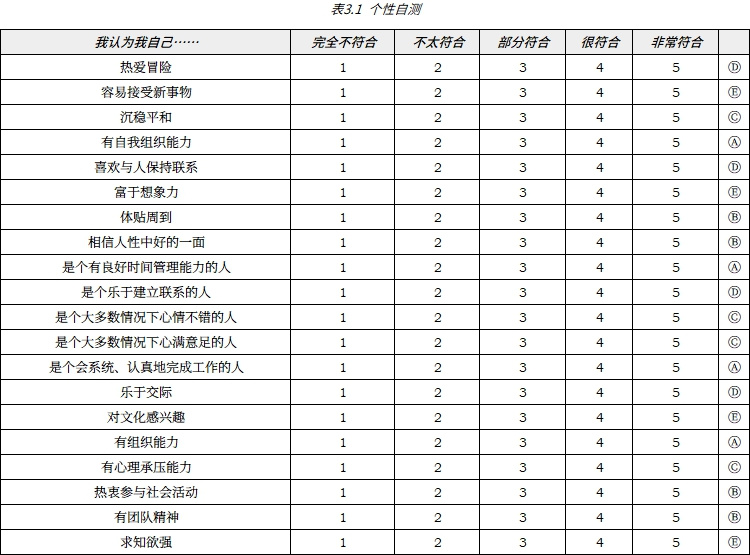 表3.1 个性自测
我认为我自己…… 完全不符合 不太符合 部分符合 很符合 非常符合
热爱冒险 1 2 3 4 5 Ⓓ
容易接受新事物 1 2 3 4 5 Ⓔ
沉稳平和 1 2 3 4 5 Ⓒ
有自我组织能力 1 2 3 4 5 Ⓐ
喜欢与人保持联系 1 2 3 4 5 Ⓓ
富于想象力 1 2 3 4 5 Ⓔ
体贴周到 1 2 3 4 5 Ⓑ
相信人性中好的一面 1 2 3 4 5 Ⓑ
是个有良好时间管理能力的人 1 2 3 4 5 Ⓐ
是个乐于建立联系的人 1 2 3 4 5 Ⓓ
是个大多数情况下心情不错的人 1 2 3 4 5 Ⓒ
是个大多数情况下心满意足的人 1 2 3 4 5 Ⓒ
是个会系统、认真地完成工作的人 1 2 3 4 5 Ⓐ
乐于交际 1 2 3 4 5 Ⓓ
对文化感兴趣 1 2 3 4 5 Ⓔ
有组织能力 1 2 3 4 5 Ⓐ
有心理承压能力 1 2 3 4 5 Ⓒ
热衷参与社会活动 1 2 3 4 5 Ⓑ
有团队精神 1 2 3 4 5 Ⓑ
求知欲强 1 2 3 4 5 Ⓔ